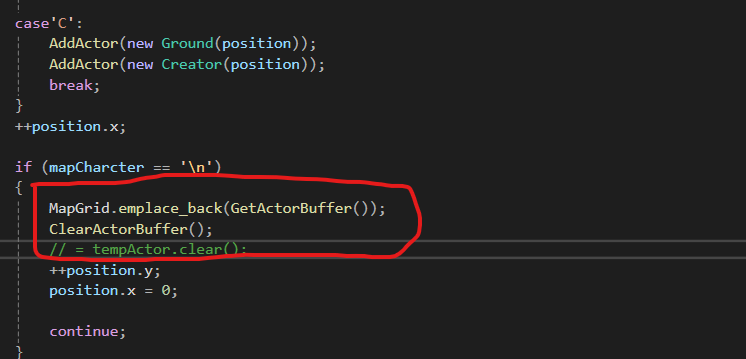 case'C':
AddActor(new Ground(position));
AddActor(new Creator(position));
break;
}
++position.x;
if (mapCharcter == '\n')
{
MapGrid.emplace_back(GetActorBuffer());
ClearActorBuffer();
// = tempActor.clear();
++position.y;
position.x = 0;
continue;
}